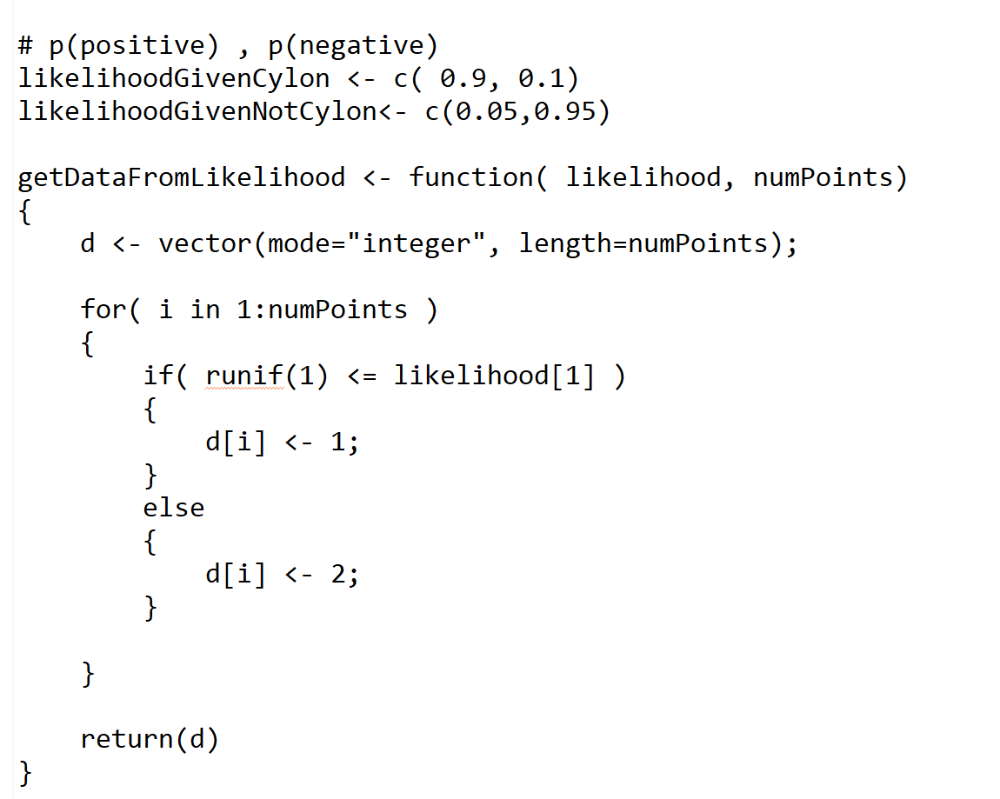 # p(positive) , p(negative)
likelihoodGivenCylon <- c( 0.9, 0.1)
likelihoodGivenNotCylon<- c(0.05,0.95)

getDataFromLikelihood <- function( likelihood, numPoints)
{
    d <- vector(mode="integer", length=numPoints);

    for( i in 1:numPoints )
    {
        if( runif(1) <= likelihood[1] )
        {
            d[i] <- 1;
        }
        else
        {
            d[i] <- 2;
        }

    }

    return(d)
}